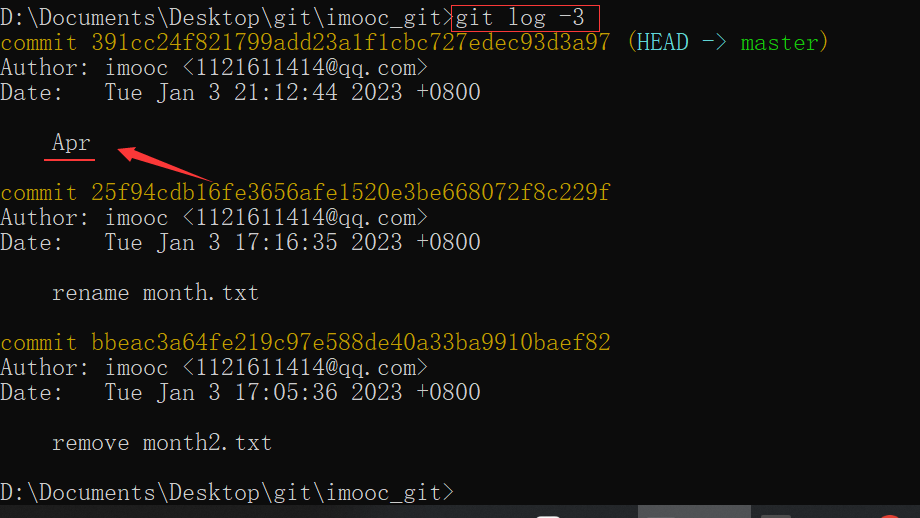 D:\Documents\Desktop\git\imooc_git>git log -3
commit 391cc24f821799add23a1f1cbc727edec93d3a97 (HEAD -> master)
Author: imooc <1121611414@qq.com>
Date:   Tue Jan 3 21:12:44 2023 +0800
Apr
commit 25f94cdb16fe3656afe1520e3be668072f8c229f
Author: imooc <1121611414@qq.com>
Date:   Tue Jan 3 17:16:35 2023 +0800
rename month.txt
commit bbeac3a64fe219c97e588de40a33ba9910baef82
Author: imooc <1121611414@qq.com>
Date:   Tue Jan 3 17:05:36 2023 +0800
remove month2.txt
D:\Documents\Desktop\git\imooc_git>